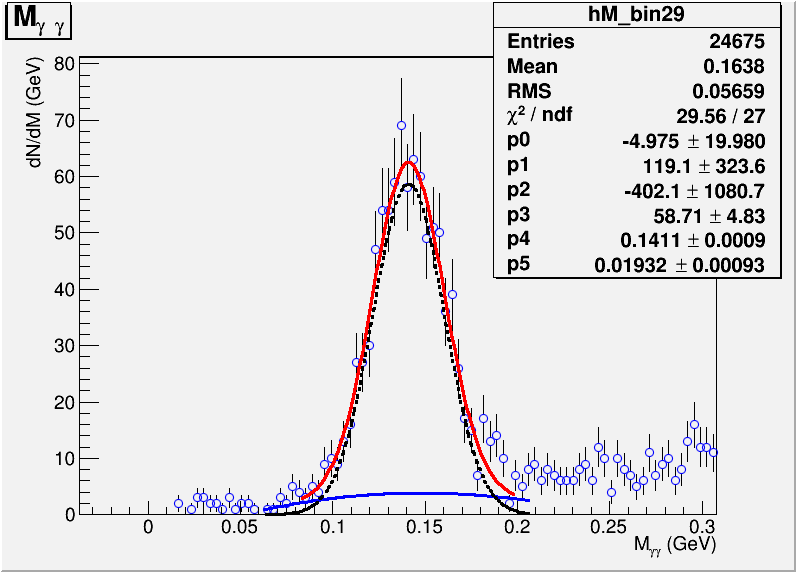 Mγ γ
hM_bin29
Entries 24675
Mean 0.1638
RMS 0.05659
χ² / ndf 29.56 / 27
p0 -4.975 ± 19.980
p1 119.1 ± 323.6
p2 -402.1 ± 1080.7
p3 58.71 ± 4.83
p4 0.1411 ± 0.0009
p5 0.01932 ± 0.00093
dN/dM (GeV)
80
70
60
50
40
30
20
10
0
0 0.05 0.1 0.15 0.2 0.25 0.3
Mγγ (GeV)